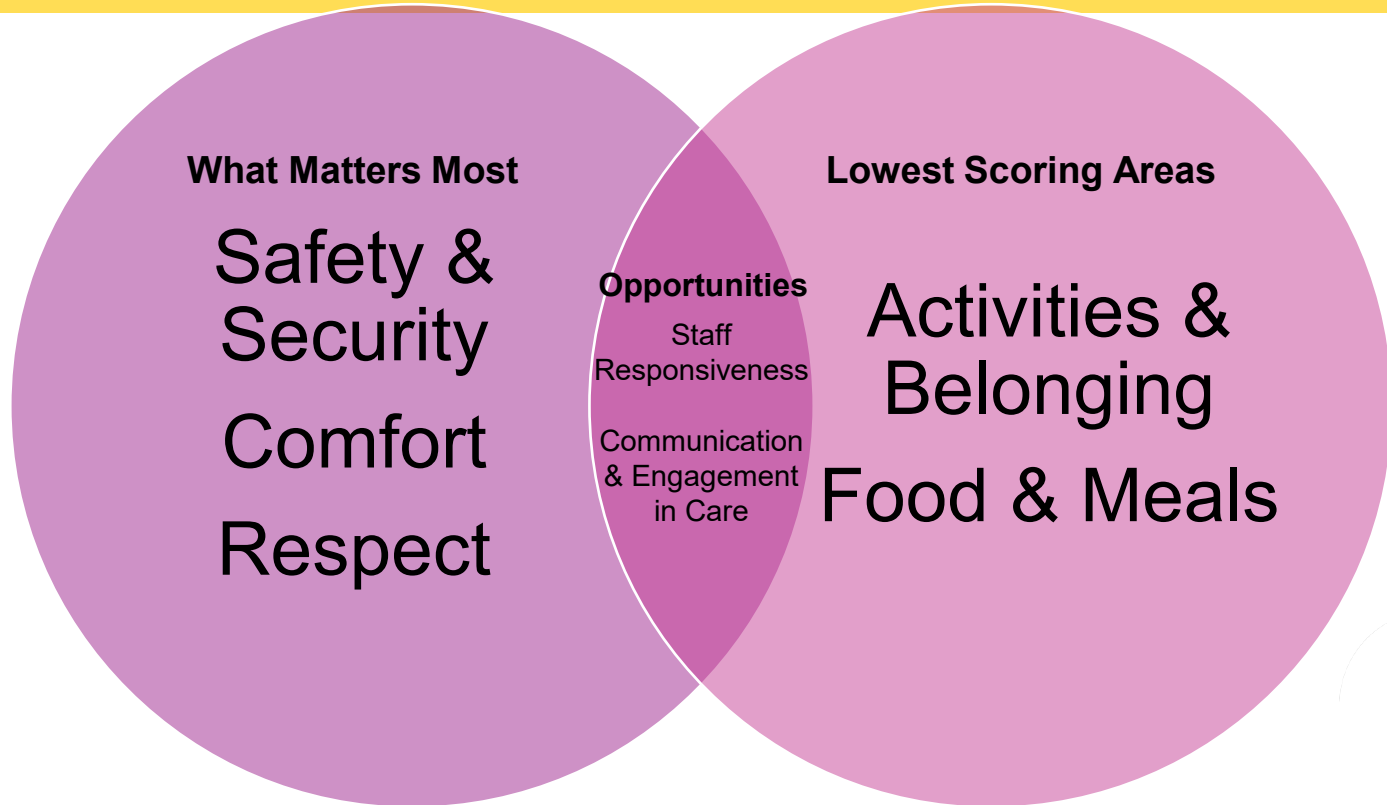 What Matters Most
Safety &
Security
Comfort
Respect
Opportunities
Staff
Responsiveness
Communication
& Engagement
in Care
Lowest Scoring Areas
Activities &
Belonging
Food & Meals